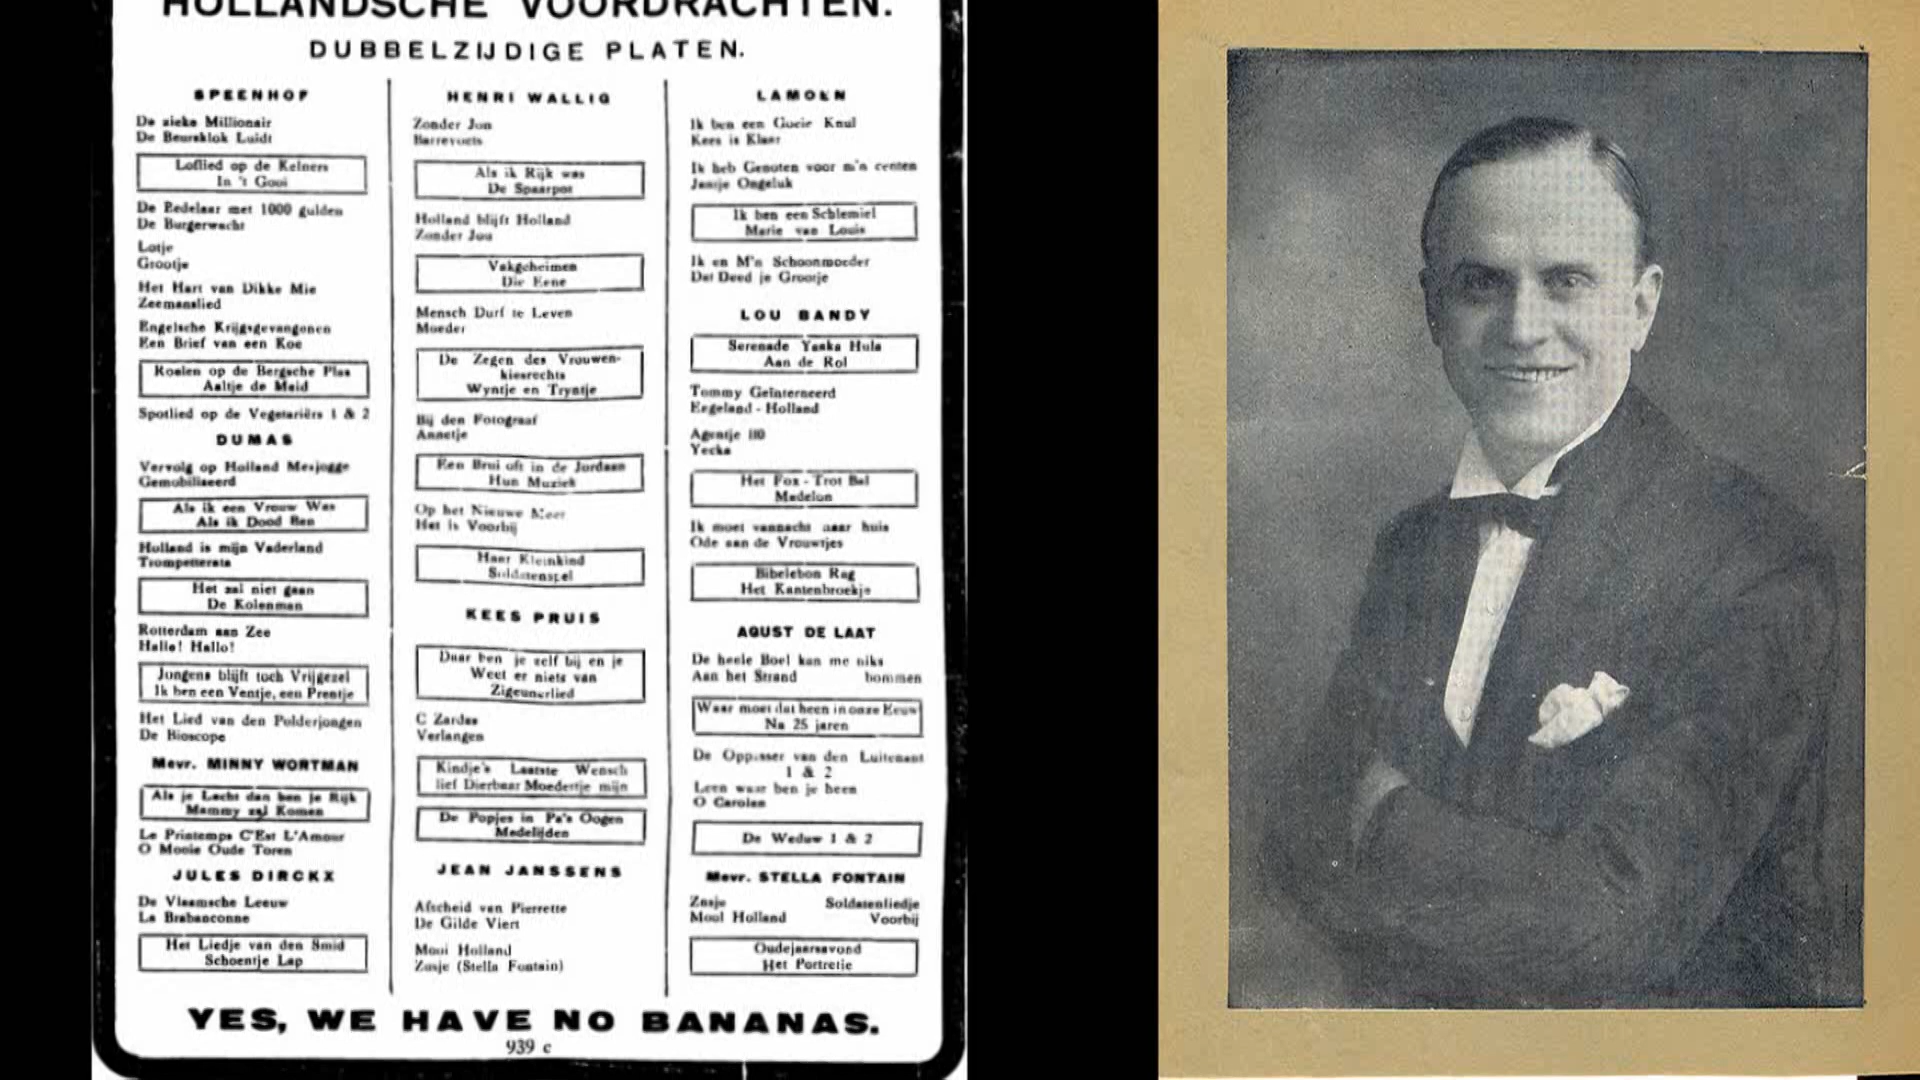 HOLLANDSCHE VOORDRACHTEN.
DUBBELZIJDIGE PLATEN.
SPEENHOF
De zieke Millionair
De Beursklok Luidt
Loflied op de Kelners
In 't Gooi
De Bedelaar met 1000 gulden
De Burgerwacht
Lotje
Grootje
Het Hart van Dikke Mie
Zeemanslied
Engelsche Krijgsgevangenen
Een Brief van een Koe
Roeien op de Bergsche Plas
Aaltje de Meid
Spotlied op de Vegetariërs 1 & 2
DUMAS
Vervolg op Holland Mesjogge
Gemobiliseerd
Als ik een Vrouw Was
Als ik Dood Ben
Holland is mijn Vaderland
Trompetterata
Het zal niet gaan
De Kolenman
Rotterdam aan Zee
Hallo! Hallo!
Jongens blijft toch Vrijgezel
Ik ben een Ventje, een Prentje
Het Lied van den Polderjongen
De Bioscope
Mevr. MINNY WORTMAN
Als je Lacht dan ben je Rijk
Mammy zal Komen
Le Printemps C'Est L'Amour
O Mooie Oude Toren
JULES DIRCKX
De Vlaamsche Leeuw
La Brabanconne
Het Liedje van den Smid
Schoentje Lap
HENRI WALLIG
Zonder Jou
Barrevoets
Als ik Rijk was
De Spaarpot
Holland blijft Holland
Zonder Jou
Vakgeheimen
Die Eene
Mensch Durf te Leven
Moeder
De Zegen des Vrouwen-
kiesrechts
Wyntje en Tryntje
Bij den Fotograaf
Annetje
Een Brui oft in de Jordaan
Hun Muziek
Op het Nieuwe Meer
Het is Voorbij
Haar Kleinkind
Soldatenspel
KEES PRUIS
Daar ben je zelf bij en je
Weet er niets van
Zigeunerlied
C Zardas
Verlangen
Kindje's Laatste Wensch
lief Dierbaar Moedertje mijn
De Popjes in Pa's Oogen
Medelijden
JEAN JANSSENS
Afscheid van Pierrette
De Gilde Viert
Mooi Holland
Zusje (Stella Fontain)
LAMOEN
Ik ben een Goeie Knul
Kees is Klaar
Ik heb Genoten voor m'n centen
Jansje Ongeluk
Ik ben een Schlemiel
Marie van Louis
Ik en M'n Schoonmoeder
Dat Deed je Grootje
LOU BANDY
Serenade Yaaka Hula
Aan de Rol
Tommy Geïnterneerd
Engeland - Holland
Agentje 110
Yecka
Het Fox - Trot Bal
Madelon
Ik moet vannacht naar huis
Ode aan de Vrouwtjes
Bibelebon Rag
Het Kantenbroekje
AGUST DE LAAT
De heele Boel kan me niks
Aan het Strand bommen
Waar moet dat heen in onze Eeuw
Na 25 jaren
De Oppasser van den Luitenant
1 & 2
Leen waar ben je heen
O Carolen
De Weduw 1 & 2
Mevr. STELLA FONTAIN
Zusje Soldatenliedje
Mooi Holland Voorbij
Oudejaarsavond
Het Portretje
YES, WE HAVE NO BANANAS.
939 c